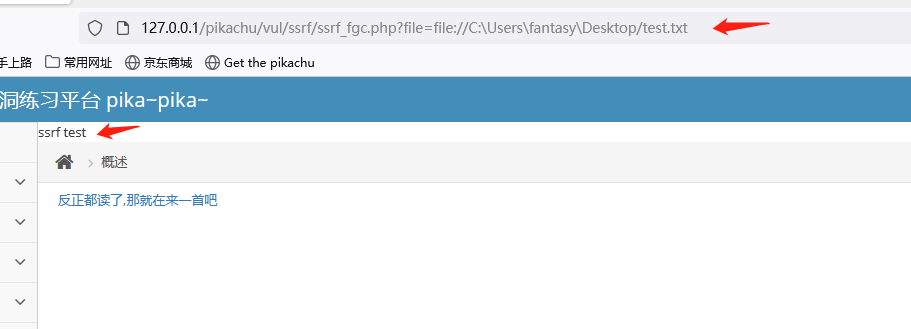 127.0.0.1/pikachu/vul/ssrf/ssrf_fgc.php?file=file://C:\Users\fantasy\Desktop/test.txt
手上路 常用网址 京东商城 Get the pikachu
洞练习平台 pika~pika~
ssrf test
概述
反正都读了,那就在来一首吧